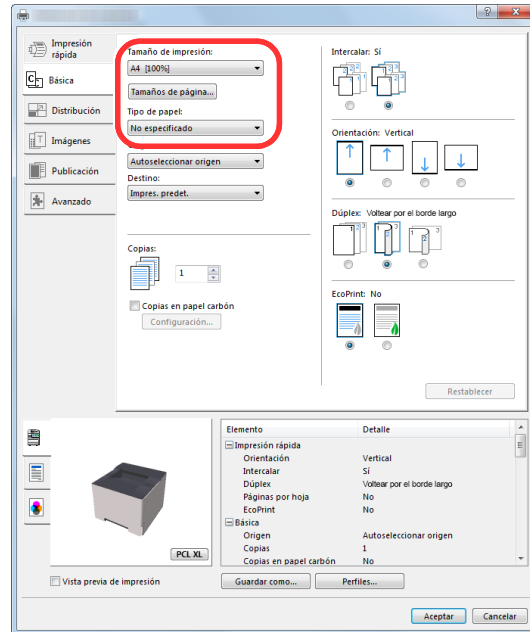 Impresión rápida
Básica
Distribución
Imágenes
Publicación
Avanzado
Tamaño de impresión:
A4 [100%]
Tamaños de página...
Tipo de papel:
No especificado
Autoseleccionar origen
Destino:
Impres. predet.
Copias:
1
Copias en papel carbón
Configuración...
Intercalar: Sí
Orientación: Vertical
Dúplex: Voltear por el borde largo
EcoPrint: No
Restablecer
PCL XL
Vista previa de impresión
Elemento Detalle
Impresión rápida
Orientación Vertical
Intercalar Sí
Dúplex Voltear por el borde largo
Páginas por hoja No
EcoPrint No
Básica
Origen Autoseleccionar origen
Copias 1
Copias en papel carbón No
Guardar como... Perfiles...
Aceptar Cancelar